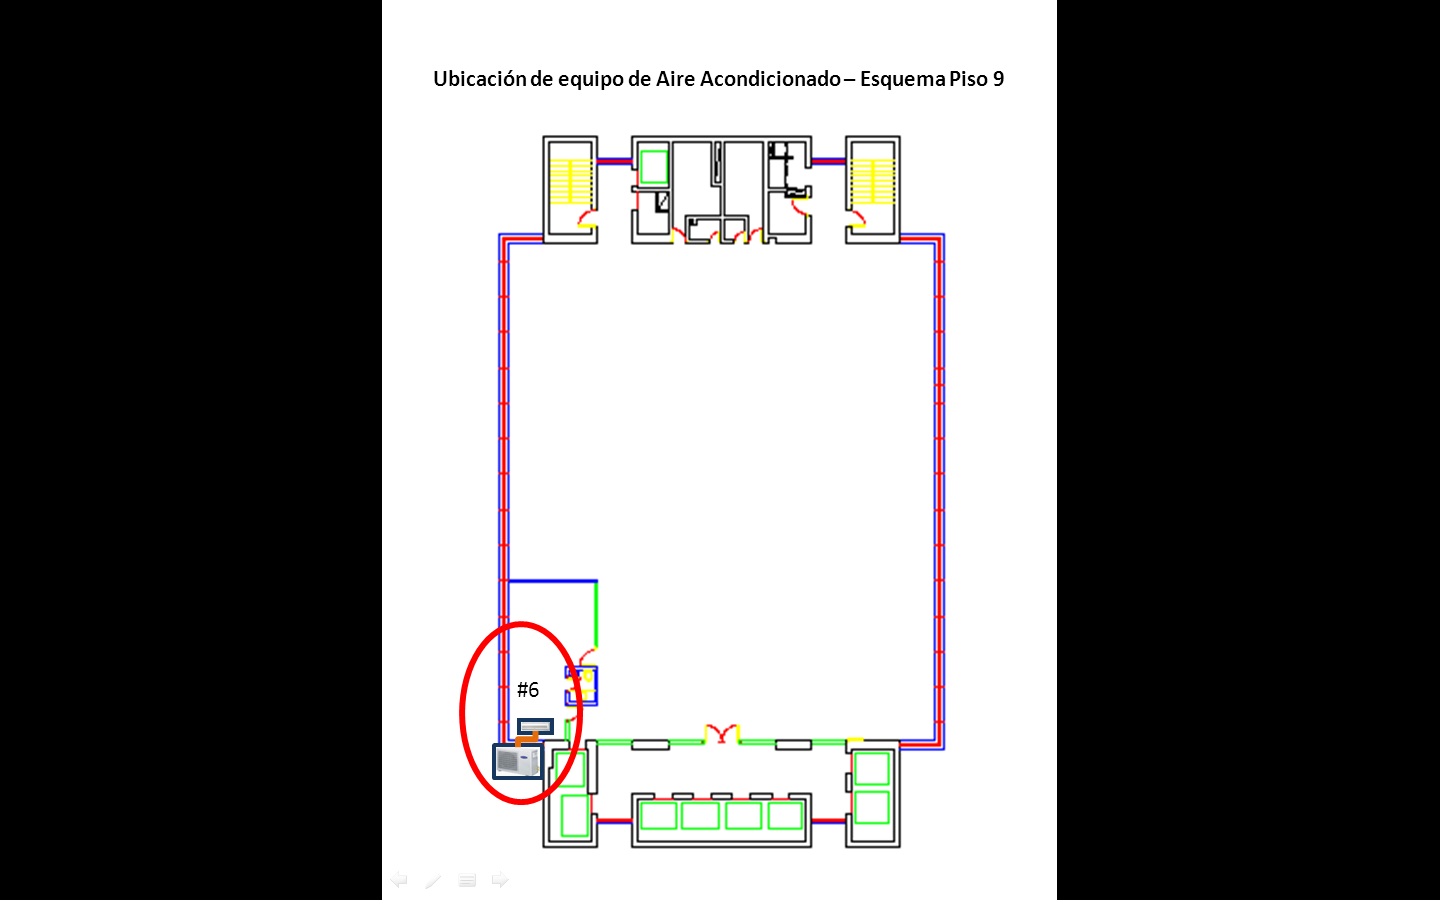 Ubicación de equipo de Aire Acondicionado – Esquema Piso 9
#6